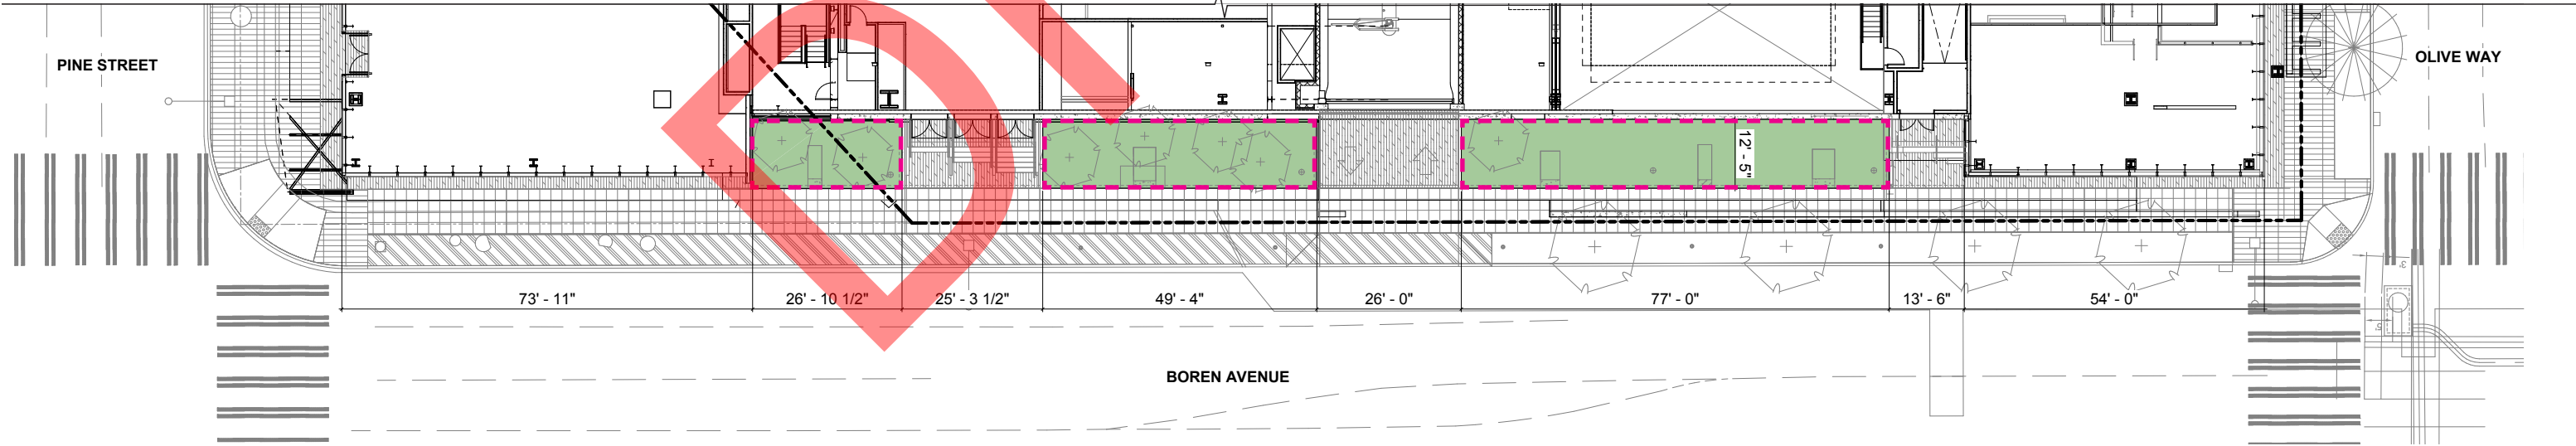 PINE STREET
OLIVE WAY
12' - 5"
73' - 11"
26' - 10 1/2"
25' - 3 1/2"
49' - 4"
26' - 0"
77' - 0"
13' - 6"
54' - 0"
BOREN AVENUE